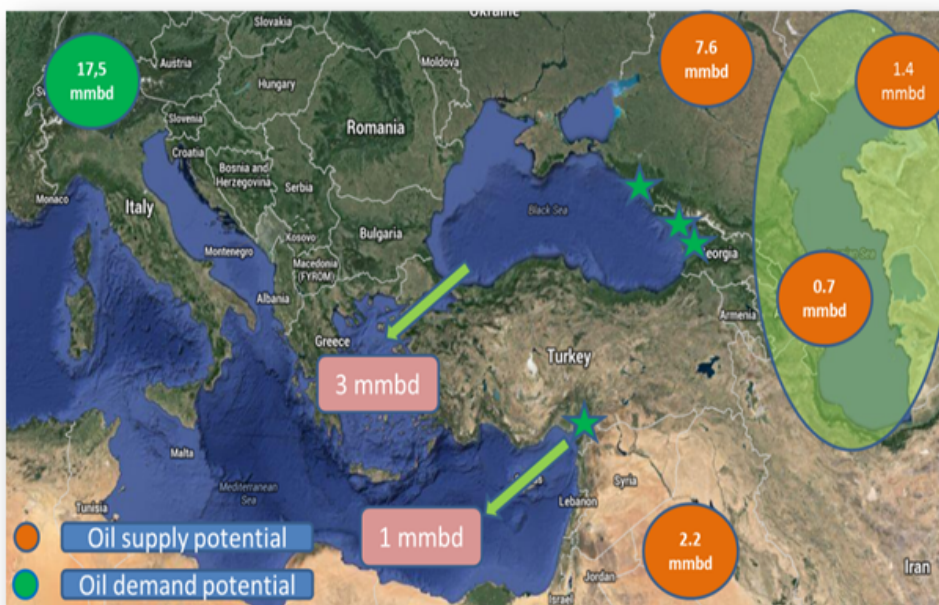 Ukraine
Slovakia
17,5
mmbd
Austria
Moldova
7.6
mmbd
1.4
mmbd
Hungary
Slovenia
Romania
Croatia
Bosnia and
Herzegovina
Serbia
Monaco
Italy
Black Sea
Kosovo
Bulgaria
Montenegro
Georgia
Macedonia
(FYROM)
0.7
mmbd
Albania
Armenia
Greece
Turkey
3 mmbd
Malta
Syria
Mediterranean
Sea
Lebanon
Tunisia
Oil supply potential
1 mmbd
2.2
mmbd
Iran
Jordan
Oil demand potential
Israel